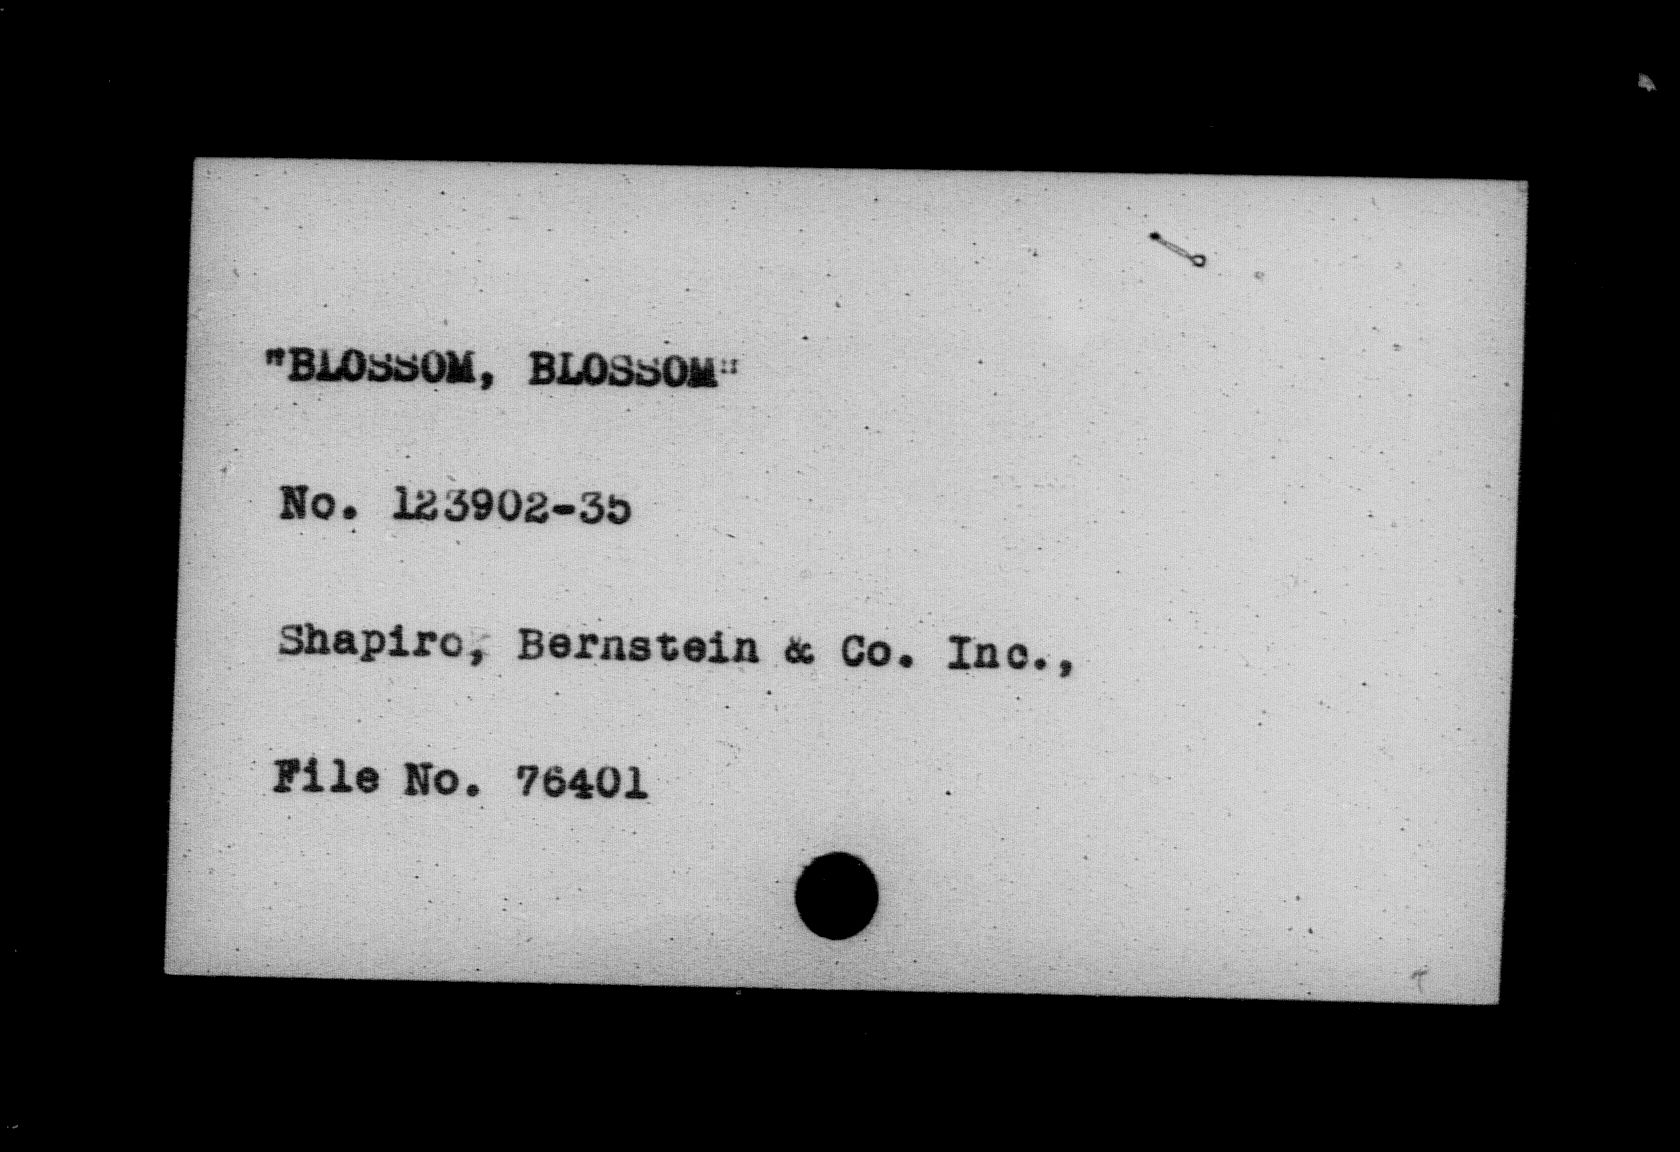 "BLOSSOM, BLOSSOM"
No. 123902-35
Shapiro, Bernstein & Co. Inc.,
File No. 76401